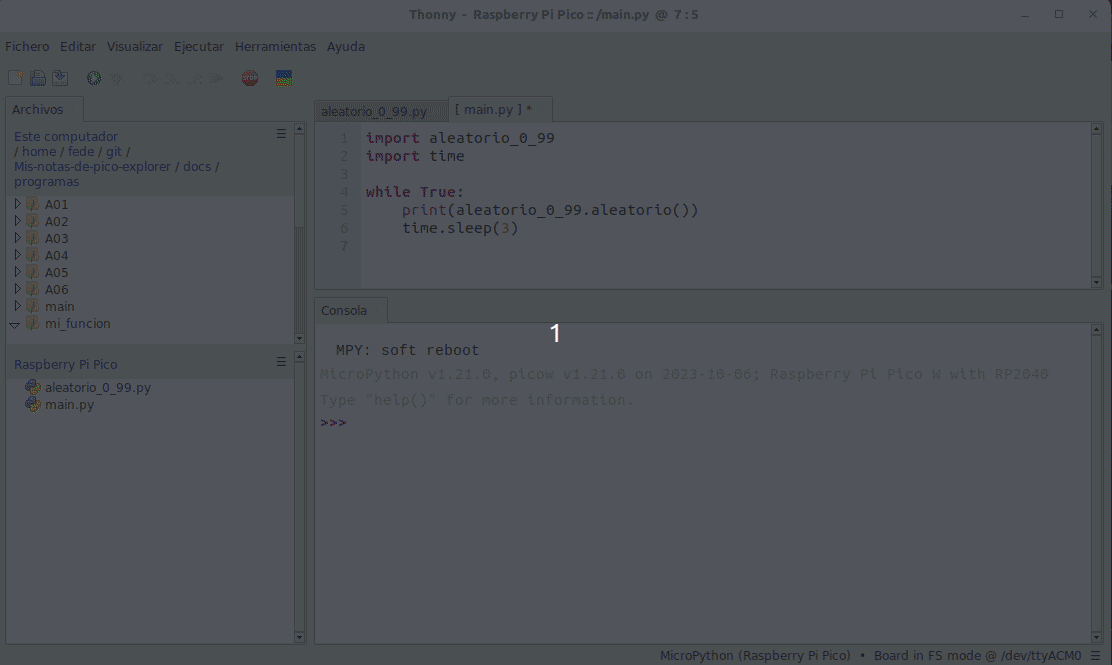 Thonny - Raspberry Pi Pico :: /main.py @ 7 : 5
Fichero Editar Visualizar Ejecutar Herramientas Ayuda
STOP
Archivos
Este computador
/ home / fede / git /
Mis-notas-de-pico-explorer / docs /
programas
A01
A02
A03
A04
A05
A06
main
mi_funcion
Raspberry Pi Pico
aleatorio_0_99.py
main.py
aleatorio_0_99.py [ main.py ] *
1 import aleatorio_0_99
2 import time
3
4 while True:
5 print(aleatorio_0_99.aleatorio())
6 time.sleep(3)
7
Consola
1
MPY: soft reboot
MicroPython v1.21.0, picow v1.21.0 on 2023-10-06; Raspberry Pi Pico W with RP2040
Type "help()" for more information.
>>>
MicroPython (Raspberry Pi Pico) • Board in FS mode @ /dev/ttyACM0 ☰